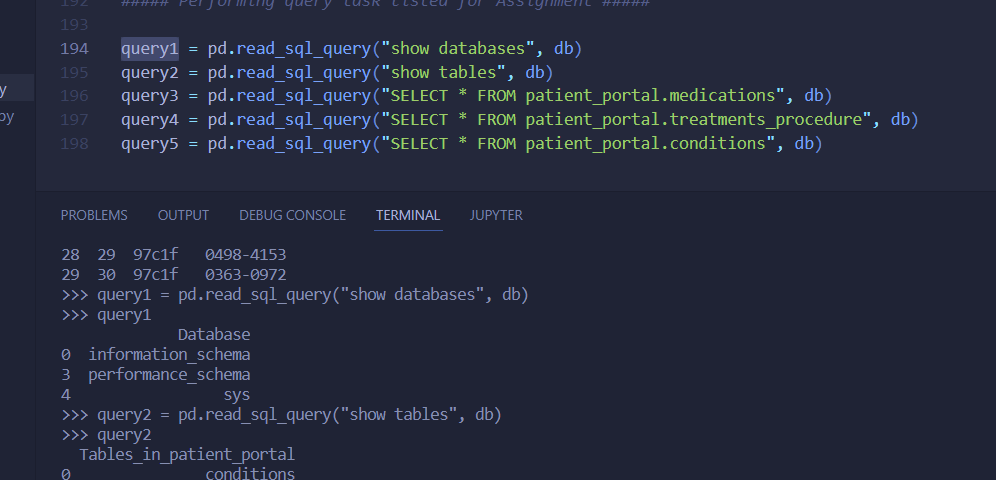 192 ##### Performing query task listed for Assignment #####
193
194 query1 = pd.read_sql_query("show databases", db)
195 query2 = pd.read_sql_query("show tables", db)
y
196 query3 = pd.read_sql_query("SELECT * FROM patient_portal.medications", db)
py
197 query4 = pd.read_sql_query("SELECT * FROM patient_portal.treatments_procedure", db)
198 query5 = pd.read_sql_query("SELECT * FROM patient_portal.conditions", db)
PROBLEMS OUTPUT DEBUG CONSOLE TERMINAL JUPYTER
28 29 97c1f 0498-4153
29 30 97c1f 0363-0972
>>> query1 = pd.read_sql_query("show databases", db)
>>> query1
Database
0 information_schema
3 performance_schema
4 sys
>>> query2 = pd.read_sql_query("show tables", db)
>>> query2
Tables_in_patient_portal
0 conditions